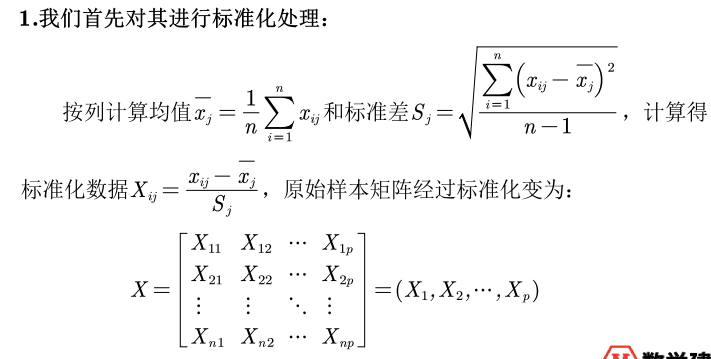 1.我们首先对其进行标准化处理：
按列计算均值 $\overline{x_j}=\frac{1}{n}\sum_{i=1}^{n}x_{ij}$ 和标准差 $S_j=\sqrt{\frac{\sum_{i=1}^{n}\left(x_{ij}-\overline{x_j}\right)^2}{n-1}}$，计算得
标准化数据 $X_{ij}=\frac{x_{ij}-\overline{x_j}}{S_j}$，原始样本矩阵经过标准化变为：
$X=\begin{bmatrix}X_{11}&X_{12}&\cdots&X_{1p}\\X_{21}&X_{22}&\cdots&X_{2p}\\\vdots&\vdots&\ddots&\vdots\\X_{n1}&X_{n2}&\cdots&X_{np}\end{bmatrix}=(X_1,X_2,\cdots,X_p)$